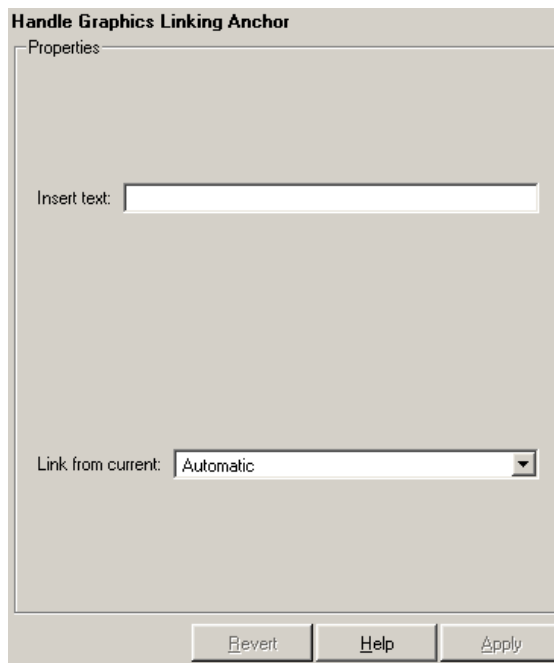 Handle Graphics Linking Anchor
Properties
Insert text:
Link from current: Automatic
Revert Help Apply